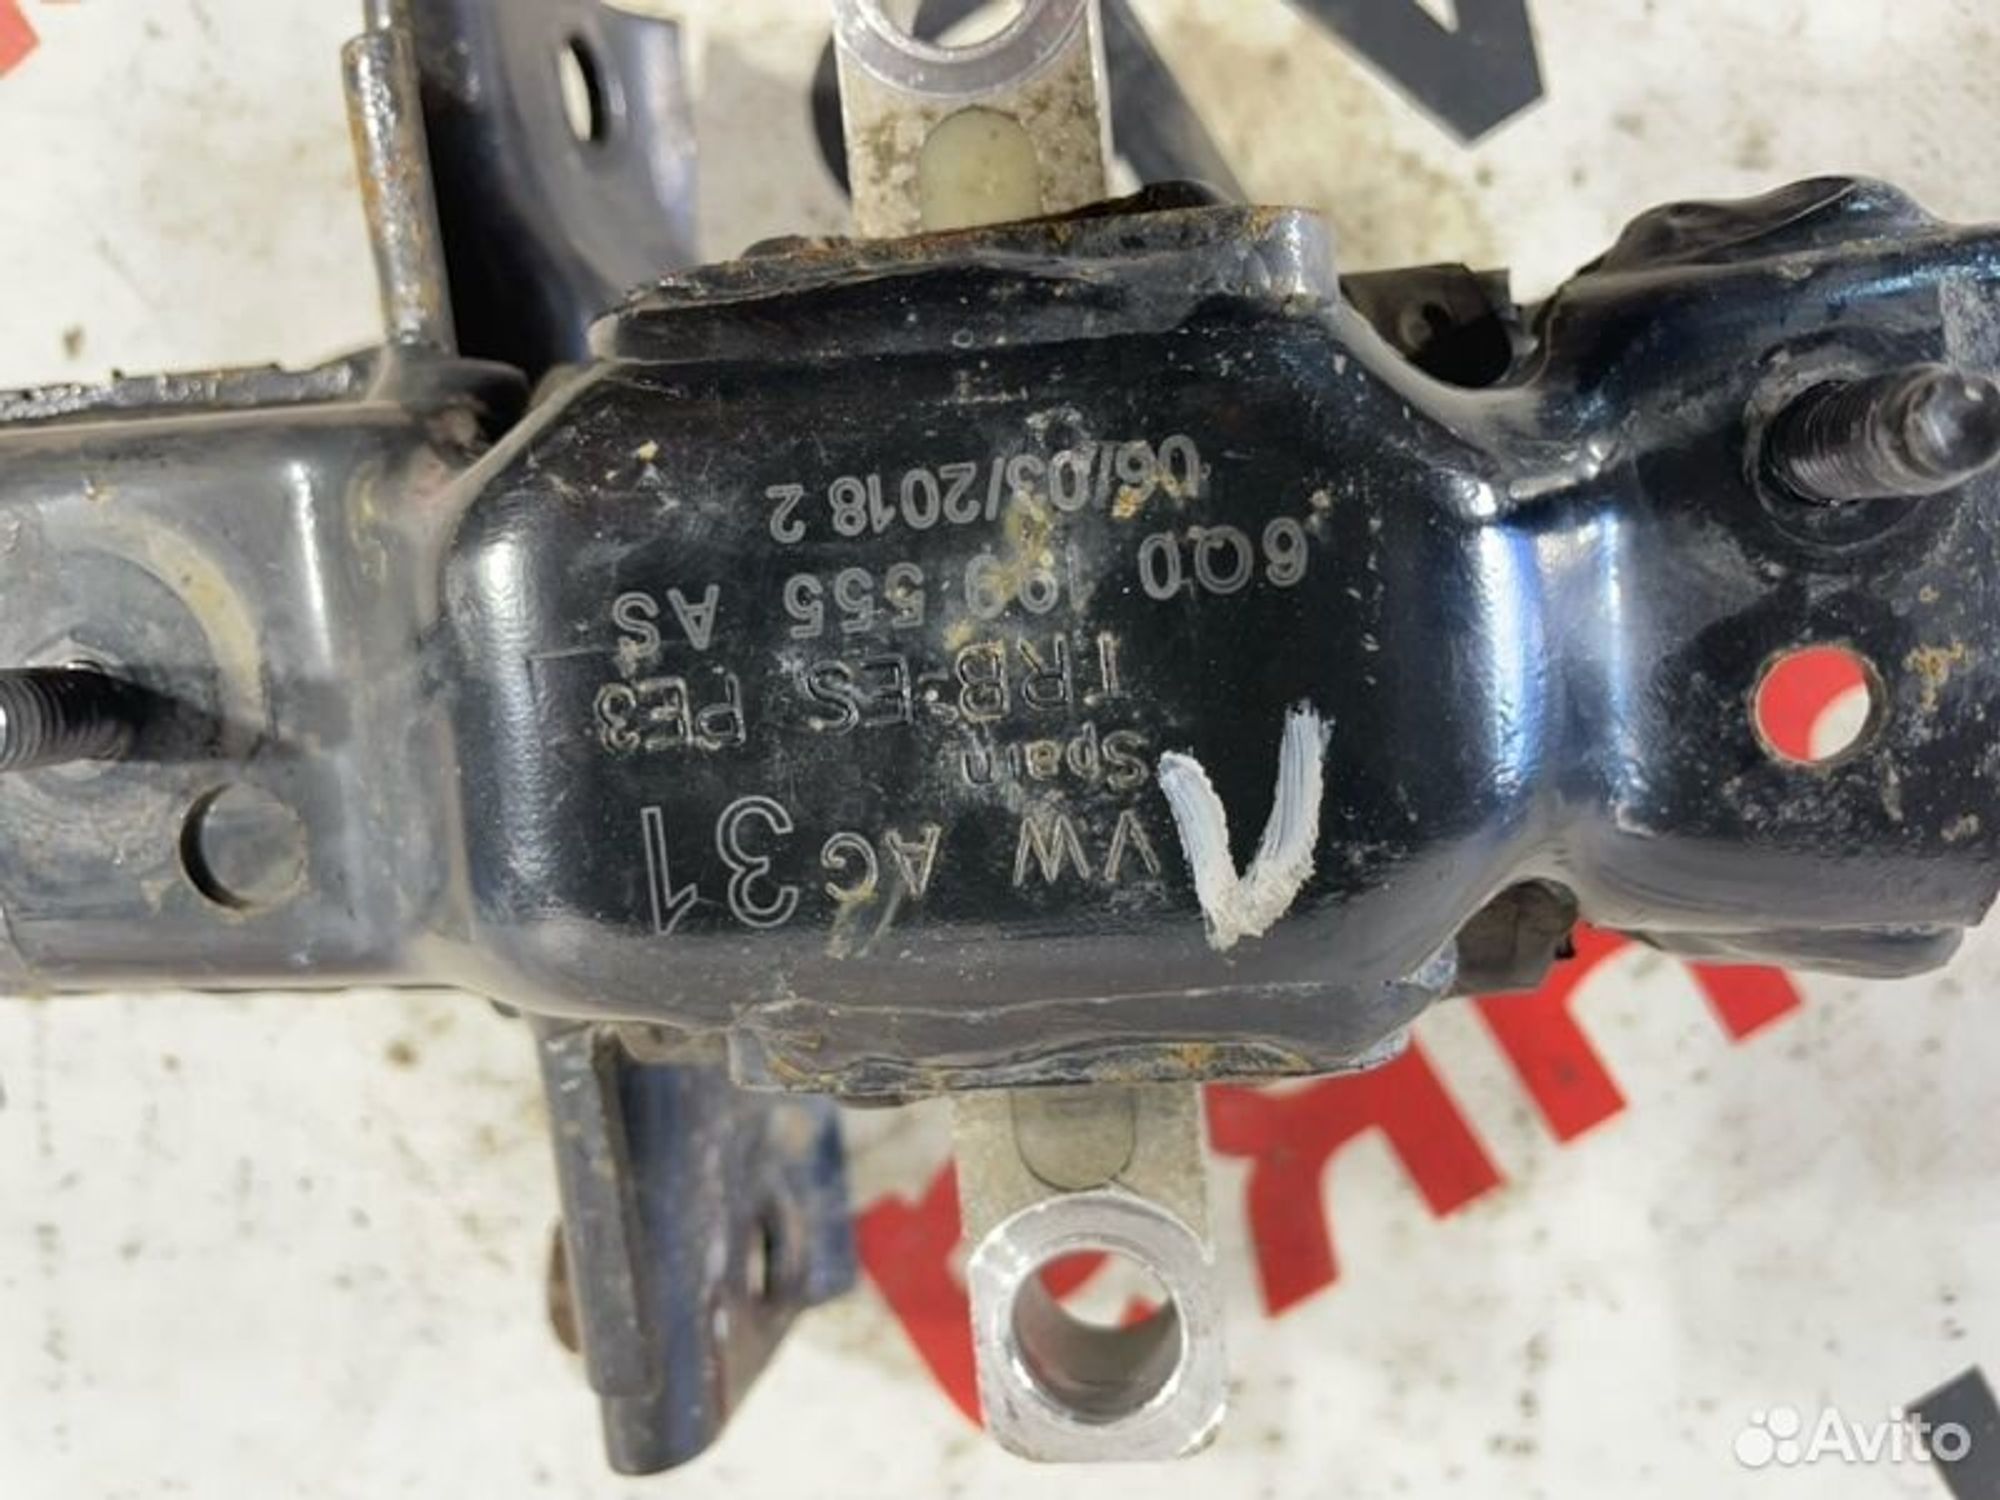 VW AG 31
Spain
TRB-ES PE3
6Q0 199 555 AS
06/03/2018 2
V
Avito